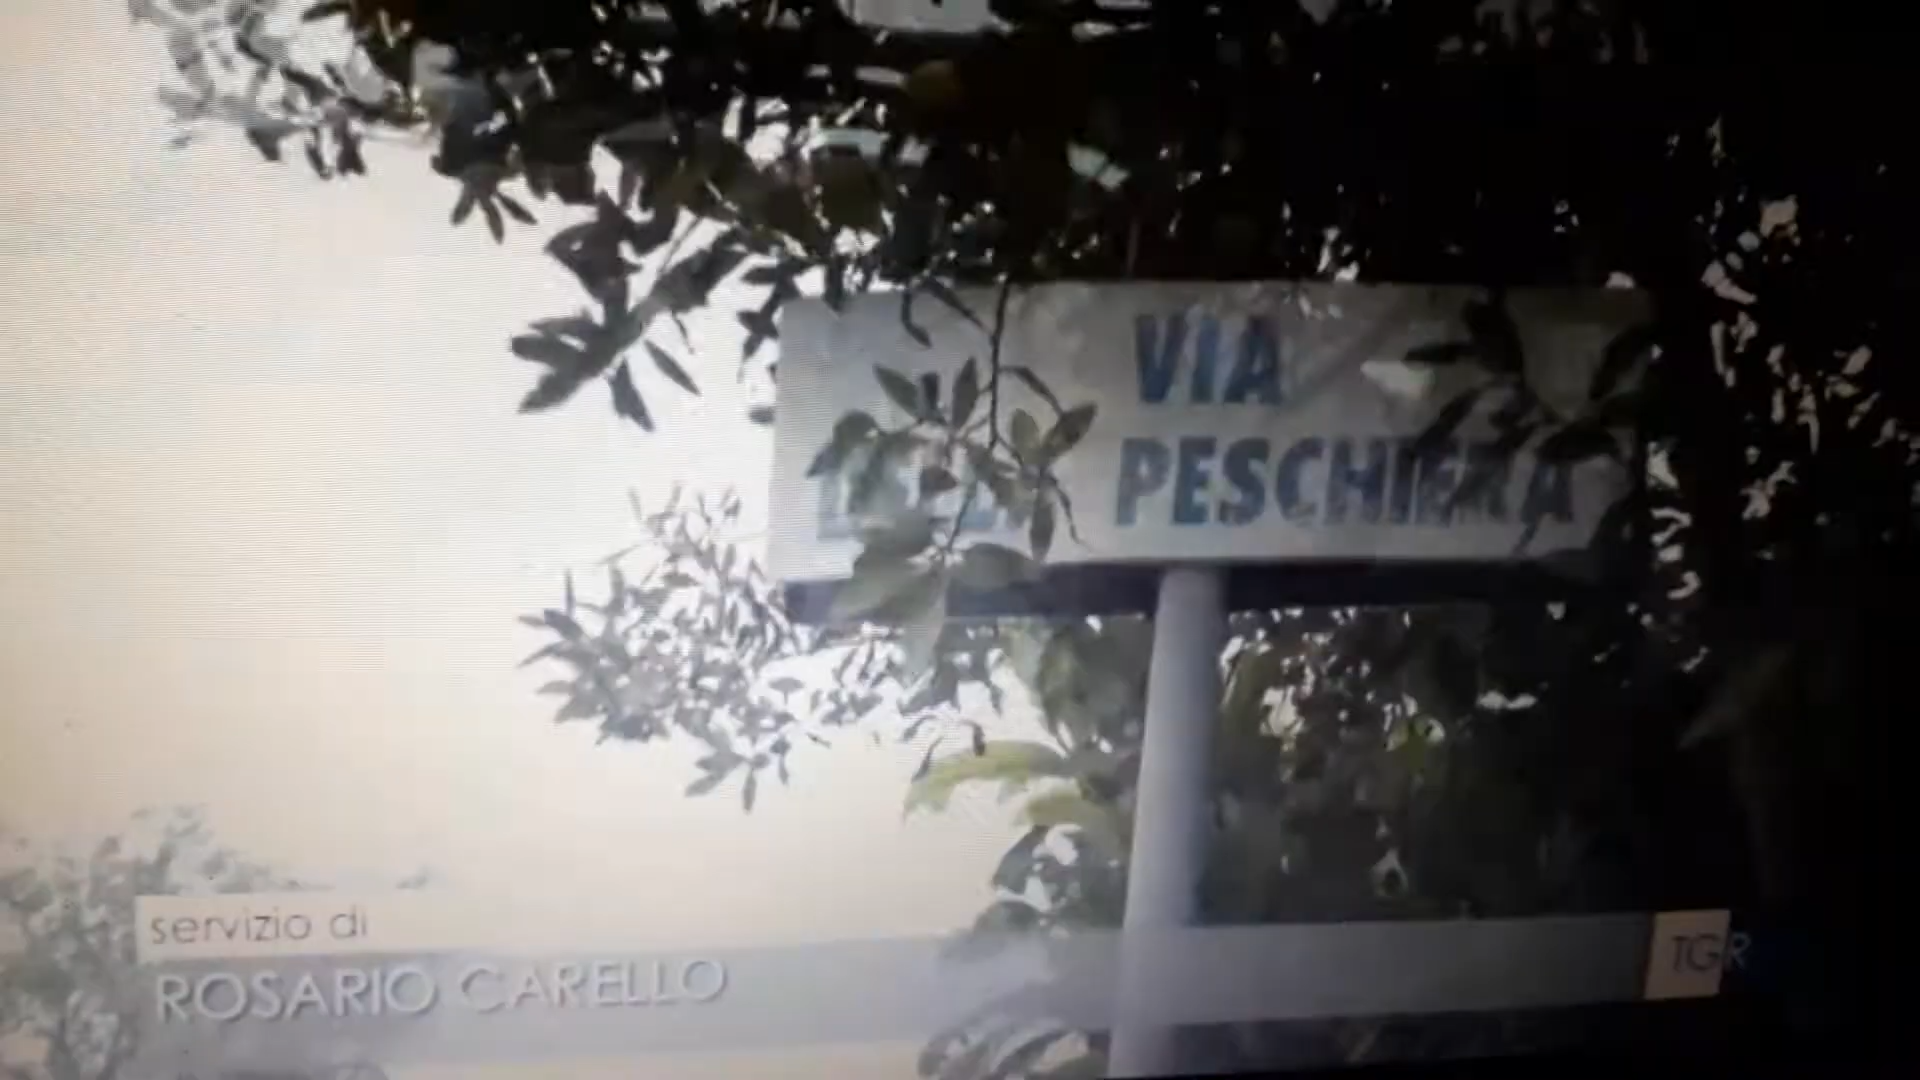 VIA
PESCHIERA
servizio di
ROSARIO CARELLO
TGR